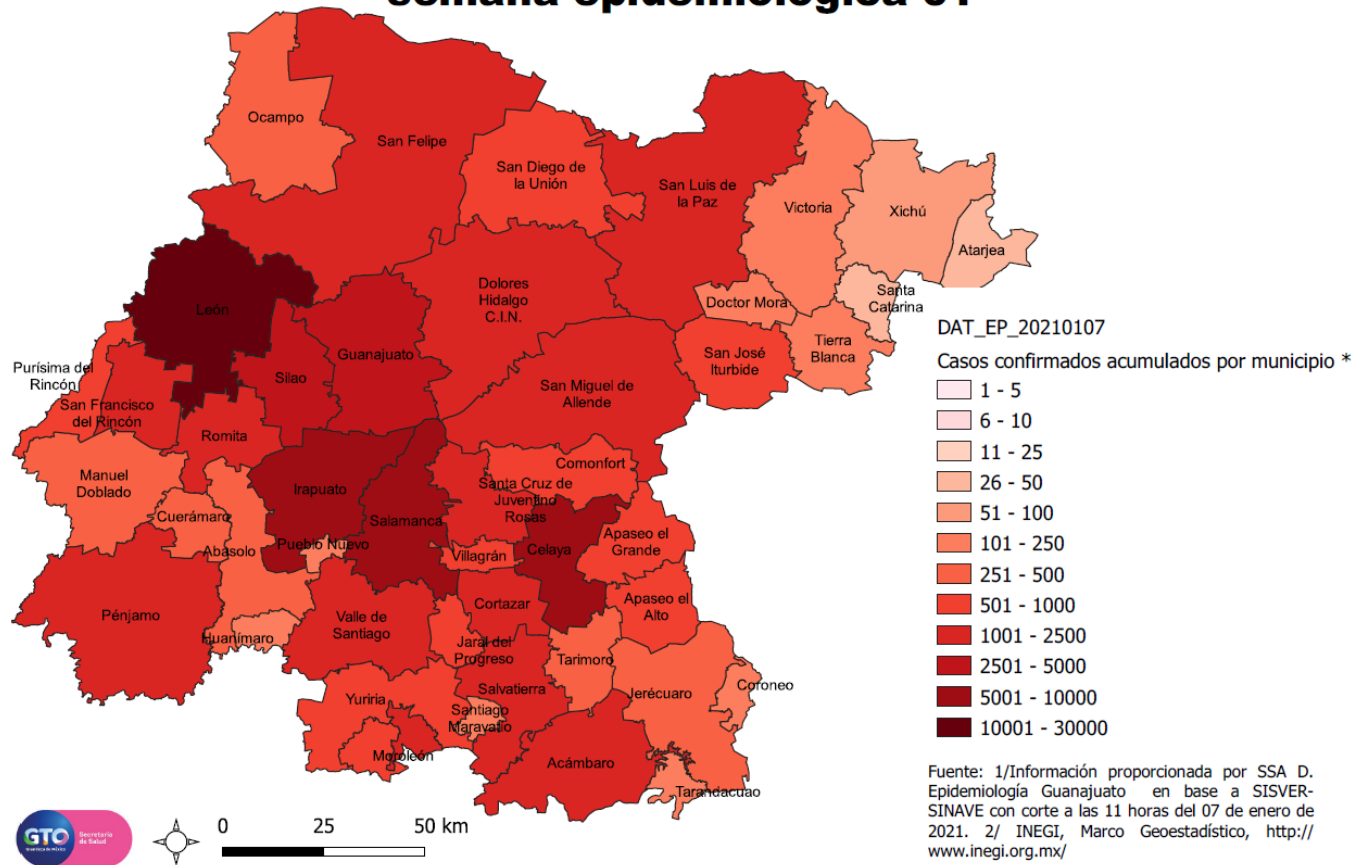 semana epidemiológica 01
Ocampo
San Felipe
San Diego de
la Unión
San Luis de
la Paz
Victoria
Xichú
Atarjea
León
Dolores
Hidalgo
C.I.N.
Doctor Mora
Santa
Catarina
Guanajuato
Silao
San José
Iturbide
Tierra
Blanca
Purísima del
Rincón
San Francisco
del Rincón
San Miguel de
Allende
Romita
Manuel
Doblado
Irapuato
Comonfort
Santa Cruz de
Juventino
Rosas
Cuerámaro
Salamanca
Abasolo
Pueblo Nuevo
Villagrán
Celaya
Apaseo el
Grande
Pénjamo
Valle de
Santiago
Cortazar
Apaseo el
Alto
Huanímaro
Jaral del
Progreso
Tarimoro
Salvatierra
Jerécuaro
Coroneo
Yuriria
Santiago
Maravatío
Moroleón
Acámbaro
Tarandacuao
DAT_EP_20210107
Casos confirmados acumulados por municipio *
1 - 5
6 - 10
11 - 25
26 - 50
51 - 100
101 - 250
251 - 500
501 - 1000
1001 - 2500
2501 - 5000
5001 - 10000
10001 - 30000
Fuente: 1/Información proporcionada por SSA D.
Epidemiología Guanajuato en base a SISVER-
SINAVE con corte a las 11 horas del 07 de enero de
2021. 2/ INEGI, Marco Geoestadístico, http://
www.inegi.org.mx/
GTO
Secretaría
de Salud
0 25 50 km